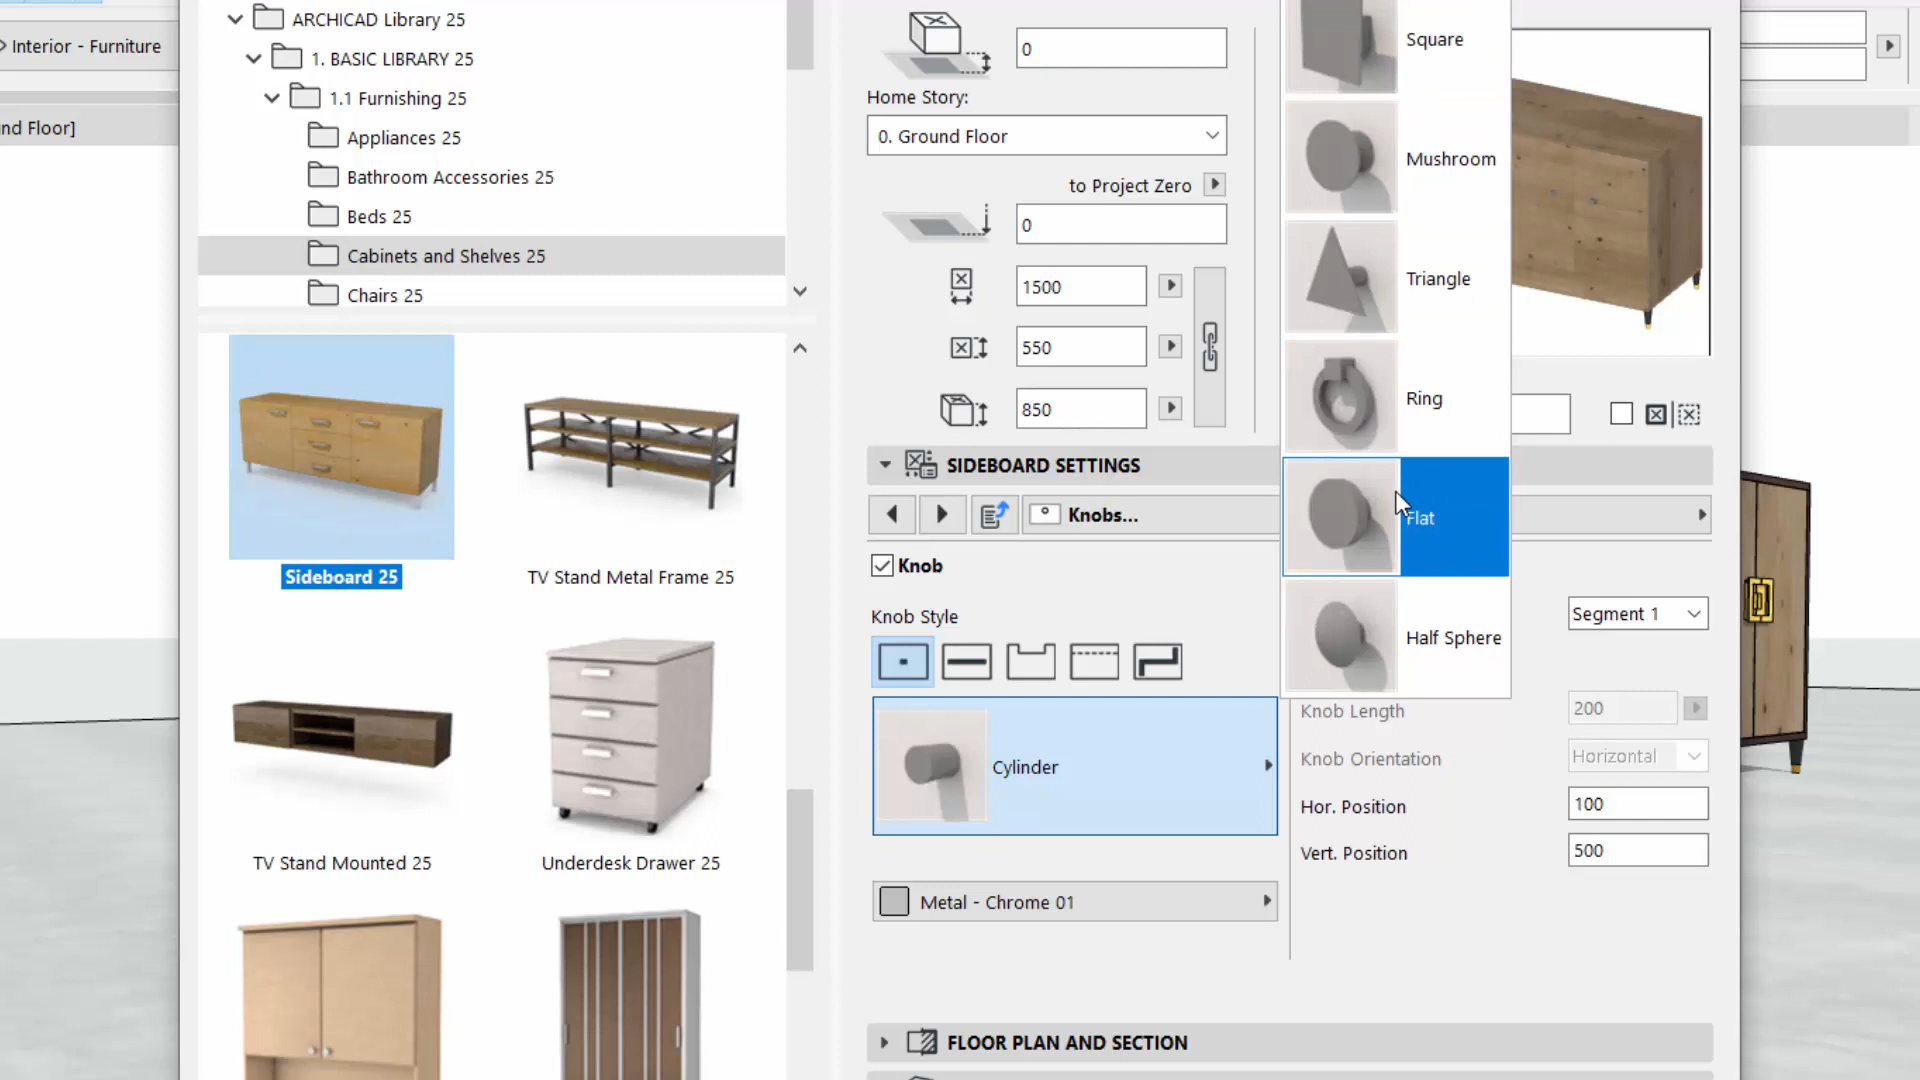 Interior - Furniture
nd Floor]
ARCHICAD Library 25
1. BASIC LIBRARY 25
1.1 Furnishing 25
Appliances 25
Bathroom Accessories 25
Beds 25
Cabinets and Shelves 25
Chairs 25
Sideboard 25
TV Stand Metal Frame 25
TV Stand Mounted 25
Underdesk Drawer 25
0
Home Story:
0. Ground Floor
to Project Zero
0
1500
550
850
SIDEBOARD SETTINGS
Knobs...
Knob
Knob Style
Cylinder
Metal - Chrome 01
Square
Mushroom
Triangle
Ring
Flat
Half Sphere
Segment 1
Knob Length
200
Knob Orientation
Horizontal
Hor. Position
100
Vert. Position
500
FLOOR PLAN AND SECTION